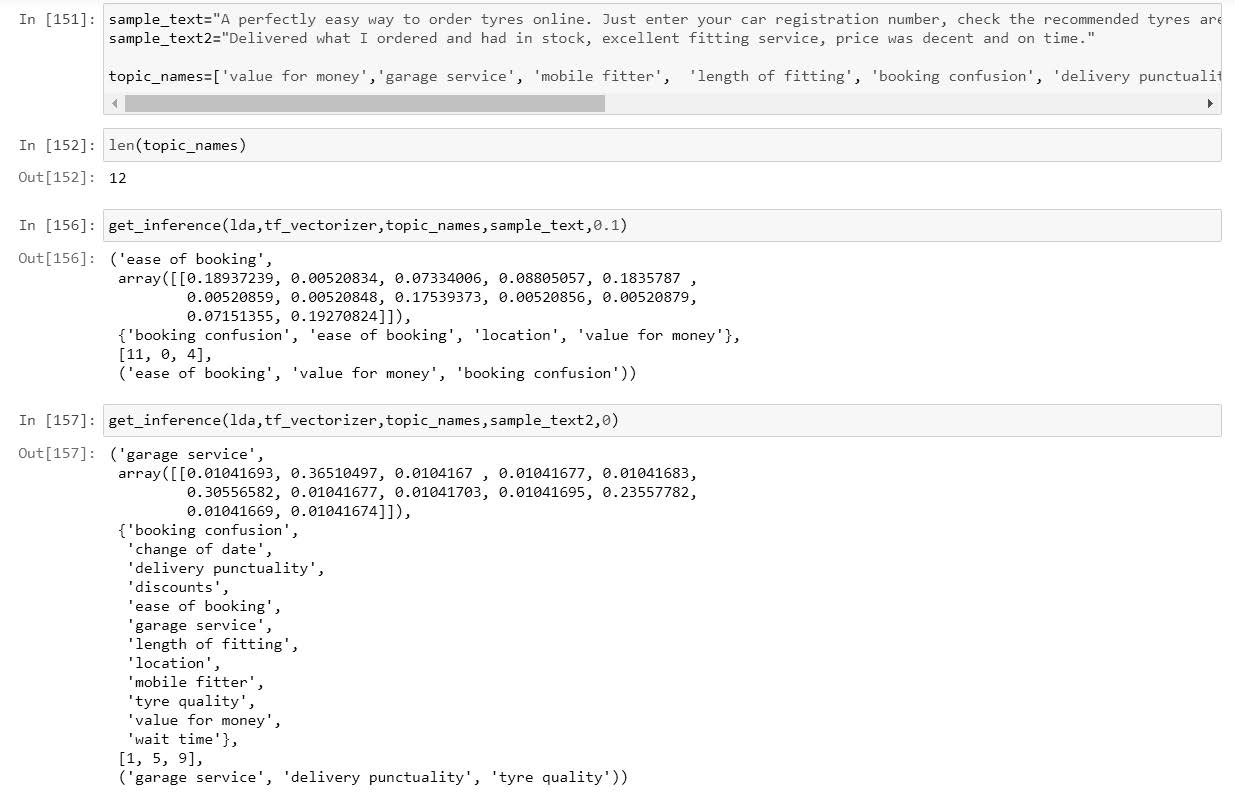 In [151]: sample_text="A perfectly easy way to order tyres online. Just enter your car registration number, check the recommended tyres are
sample_text2="Delivered what I ordered and had in stock, excellent fitting service, price was decent and on time."
topic_names=['value for money','garage service', 'mobile fitter',  'length of fitting', 'booking confusion', 'delivery punctualit
In [152]: len(topic_names)
Out[152]: 12
In [156]: get_inference(lda,tf_vectorizer,topic_names,sample_text,0.1)
Out[156]: ('ease of booking',
array([[0.18937239, 0.00520834, 0.07334006, 0.08805057, 0.1835787 ,
0.00520859, 0.00520848, 0.17539373, 0.00520856, 0.00520879,
0.07151355, 0.19270824]]),
{'booking confusion', 'ease of booking', 'location', 'value for money'},
[11, 0, 4],
('ease of booking', 'value for money', 'booking confusion'))
In [157]: get_inference(lda,tf_vectorizer,topic_names,sample_text2,0)
Out[157]: ('garage service',
array([[0.01041693, 0.36510497, 0.0104167 , 0.01041677, 0.01041683,
0.30556582, 0.01041677, 0.01041703, 0.01041695, 0.23557782,
0.01041669, 0.01041674]]),
{'booking confusion',
'change of date',
'delivery punctuality',
'discounts',
'ease of booking',
'garage service',
'length of fitting',
'location',
'mobile fitter',
'tyre quality',
'value for money',
'wait time'},
[1, 5, 9],
('garage service', 'delivery punctuality', 'tyre quality'))